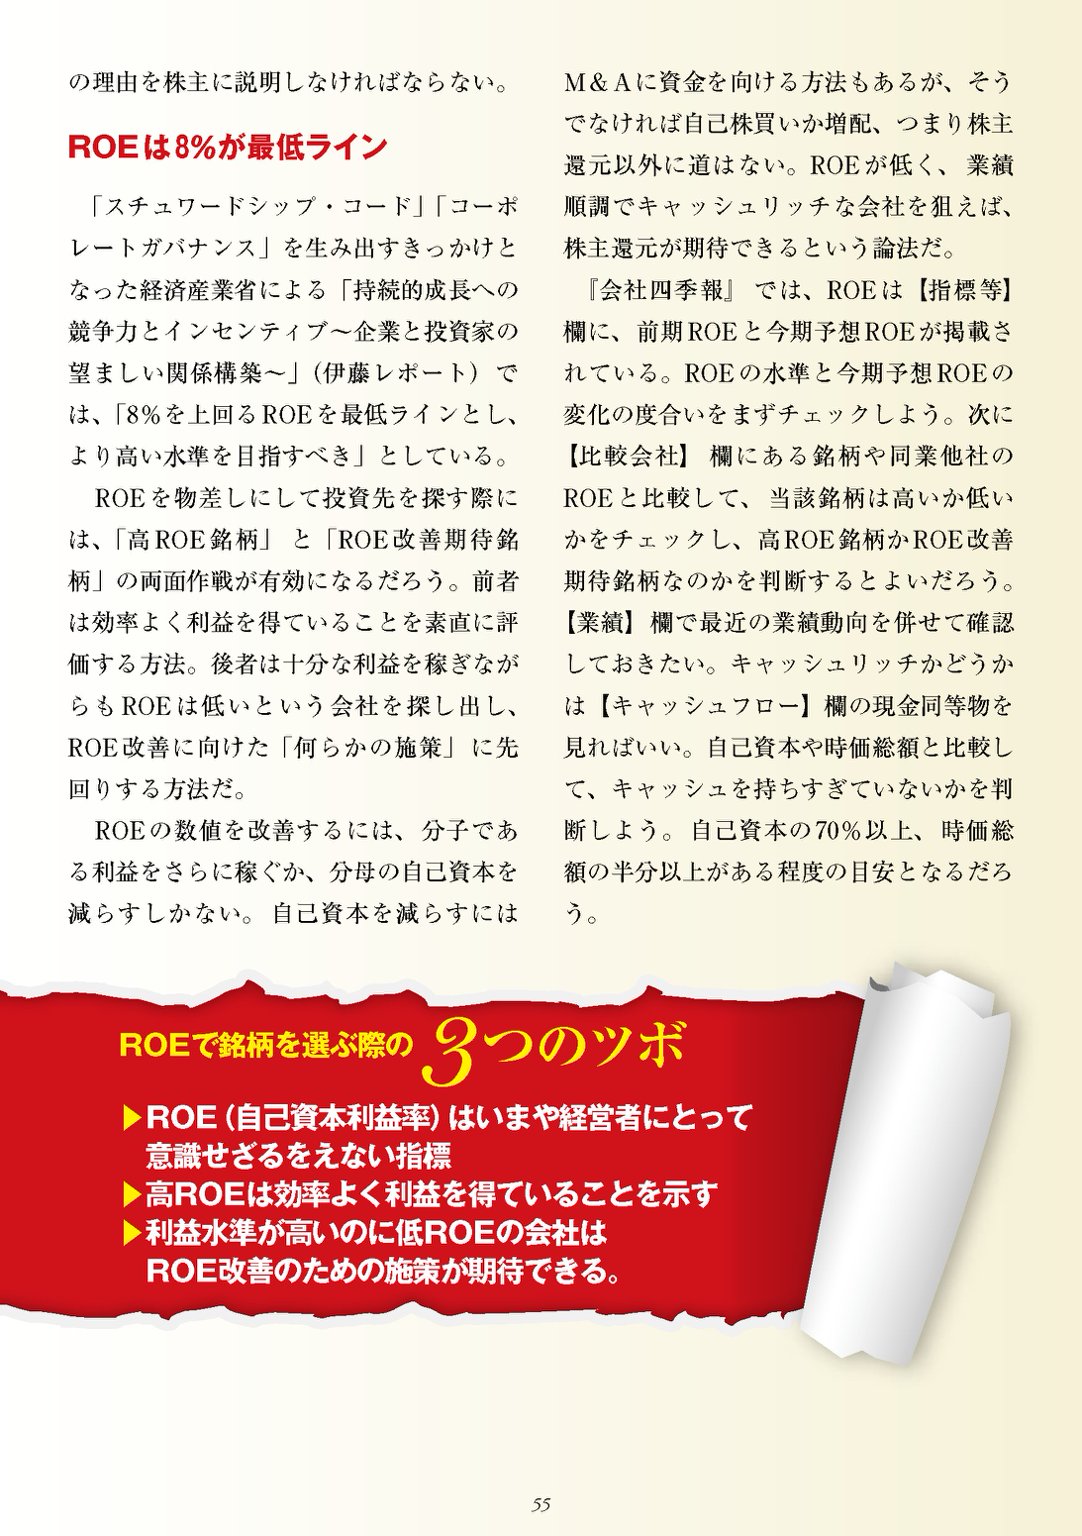 の理由を株主に説明しなければならない。
ROEは8%が最低ライン
「スチュワードシップ・コード」「コーポ
レートガバナンス」を生み出すきっかけと
なった経済産業省による「持続的成長への
競争力とインセンティブ〜企業と投資家の
望ましい関係構築〜」（伊藤レポート）で
は、「8%を上回るROEを最低ラインとし、
より高い水準を目指すべき」としている。
ROEを物差しにして投資先を探す際に
は、「高ROE銘柄」と「ROE改善期待銘
柄」の両面作戦が有効になるだろう。前者
は効率よく利益を得ていることを素直に評
価する方法。後者は十分な利益を稼ぎなが
らもROEは低いという会社を探し出し、
ROE改善に向けた「何らかの施策」に先
回りする方法だ。
ROEの数値を改善するには、分子であ
る利益をさらに稼ぐか、分母の自己資本を
減らすしかない。自己資本を減らすには
M&Aに資金を向ける方法もあるが、そう
でなければ自己株買いか増配、つまり株主
還元以外に道はない。ROEが低く、業績
順調でキャッシュリッチな会社を狙えば、
株主還元が期待できるという論法だ。
『会社四季報』では、ROEは【指標等】
欄に、前期ROEと今期予想ROEが掲載さ
れている。ROEの水準と今期予想ROEの
変化の度合いをまずチェックしよう。次に
【比較会社】欄にある銘柄や同業他社の
ROEと比較して、当該銘柄は高いか低い
かをチェックし、高ROE銘柄かROE改善
期待銘柄なのかを判断するとよいだろう。
【業績】欄で最近の業績動向を併せて確認
しておきたい。キャッシュリッチかどうか
は【キャッシュフロー】欄の現金同等物を
見ればいい。自己資本や時価総額と比較し
て、キャッシュを持ちすぎていないかを判
断しよう。自己資本の70%以上、時価総
額の半分以上がある程度の目安となるだろ
う。
ROEで銘柄を選ぶ際の3つのツボ
▶ROE（自己資本利益率）はいまや経営者にとって
意識せざるをえない指標
▶高ROEは効率よく利益を得ていることを示す
▶利益水準が高いのに低ROEの会社は
ROE改善のための施策が期待できる。
55